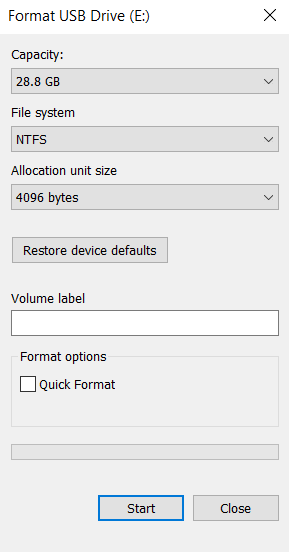 Format USB Drive (E:)
Capacity:
28.8 GB
File system
NTFS
Allocation unit size
4096 bytes
Restore device defaults
Volume label
Format options
Quick Format
Start Close